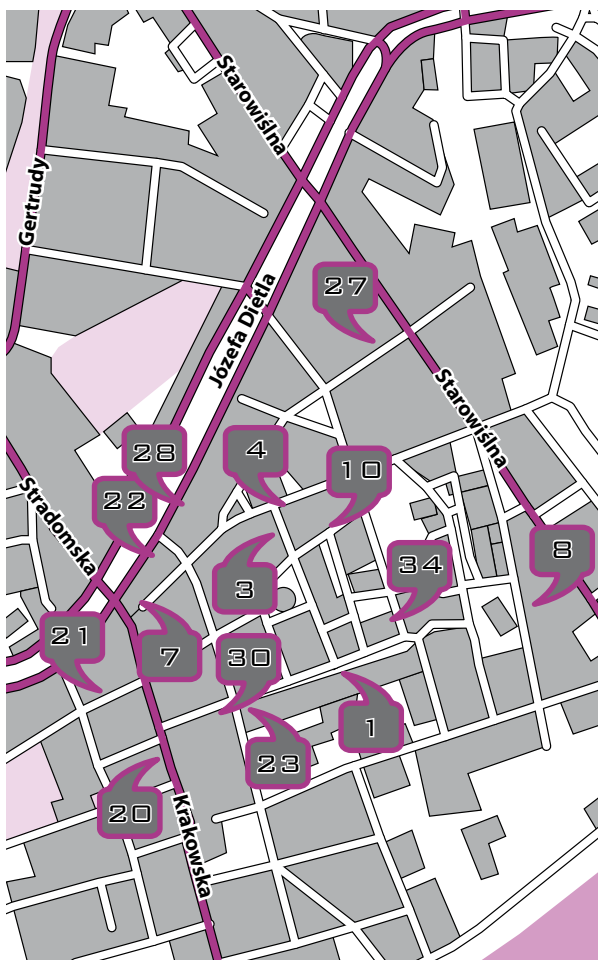 Starowiślna
Gertrudy
27
Józefa Dietla
Starowiślna
28
4
10
22
Stradomska
8
34
3
21
7
30
1
23
20
Krakowska